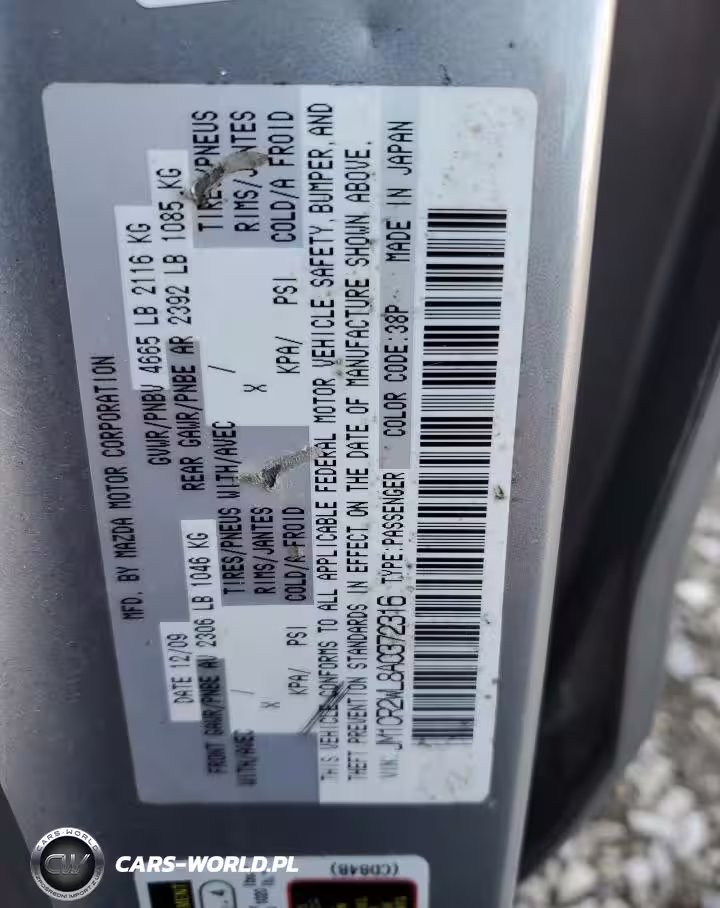 MFD. BY MAZDA MOTOR CORPORATION
DATE 12/09 GVWR/PNBV 4665 LB 2116 KG
FRONT GAWR/PNBE AV 2306 LB 1046 KG REAR GAWR/PNBE AR 2392 LB 1085 KG
WITH/AVEC / TIRES/PNEUS WITH/AVEC / TIRES/PNEUS
X RIMS/JANTES X RIMS/JANTES
KPA/ PSI COLD/A FROID KPA/ PSI COLD/A FROID
THIS VEHICLE CONFORMS TO ALL APPLICABLE FEDERAL MOTOR VEHICLE SAFETY, BUMPER, AND
THEFT PREVENTION STANDARDS IN EFFECT ON THE DATE OF MANUFACTURE SHOWN ABOVE.
VIN: JM1CR2WL8A0372316 TYPE:PASSENGER COLOR CODE:38P MADE IN JAPAN
(CD84B)
CARS-WORLD
CW
CARS-WORLD.PL